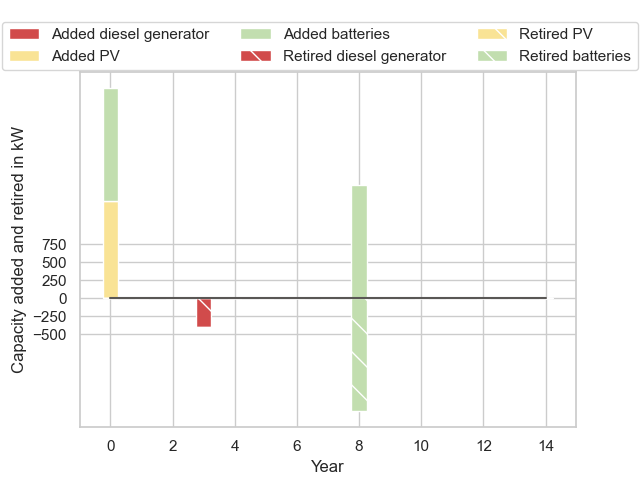 Added diesel generator
Added PV
Added batteries
Retired diesel generator
Retired PV
Retired batteries
Capacity added and retired in kW
750
500
250
0
−250
−500
0 2 4 6 8 10 12 14
Year